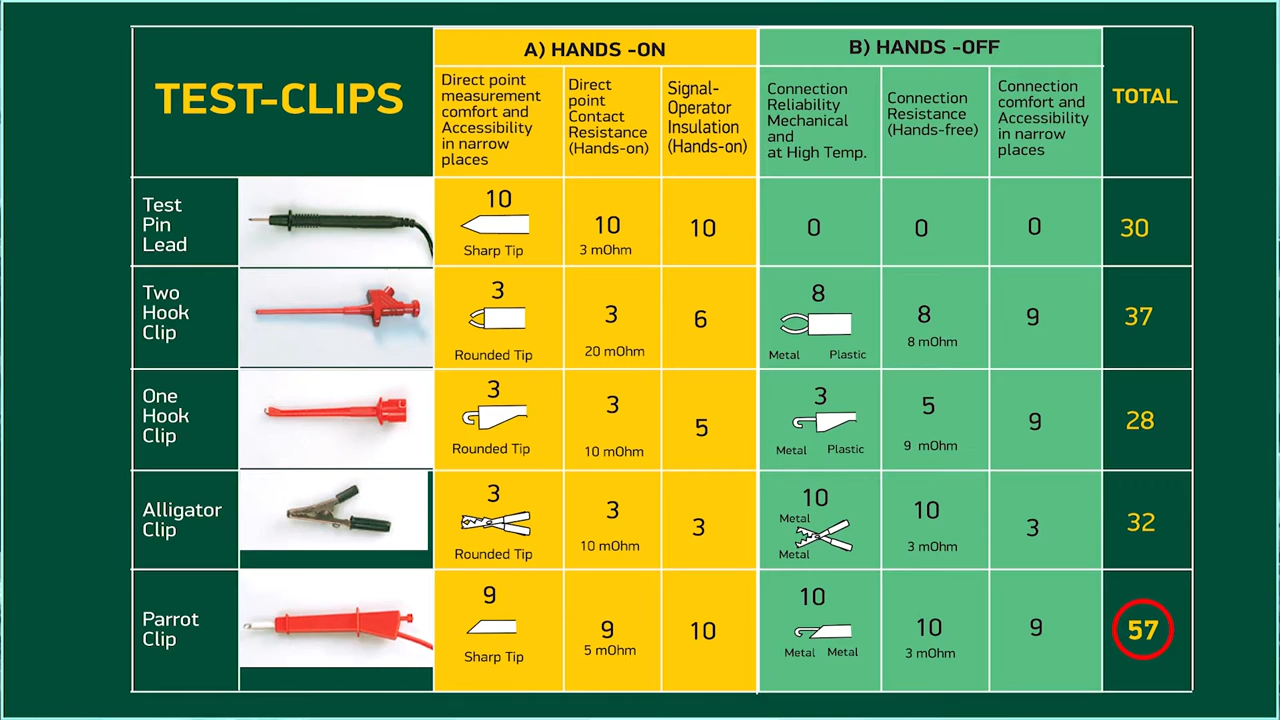 TEST-CLIPS
A) HANDS -ON
B) HANDS -OFF
TOTAL
Direct point
measurement
comfort and
Accessibility
in narrow
places
Direct
point
Contact
Resistance
(Hands-on)
Signal-
Operator
Insulation
(Hands-on)
Connection
Reliability
Mechanical
and
at High Temp.
Connection
Resistance
(Hands-free)
Connection
comfort and
Accessibility
in narrow
places
Test
Pin
Lead
10
Sharp Tip
10
3 mOhm
10
0
0
0
30
Two
Hook
Clip
3
Rounded Tip
3
20 mOhm
6
8
Metal Plastic
8
8 mOhm
9
37
One
Hook
Clip
3
Rounded Tip
3
10 mOhm
5
3
Metal Plastic
5
9 mOhm
9
28
Alligator
Clip
3
Rounded Tip
3
10 mOhm
3
10
Metal
Metal
10
3 mOhm
3
32
Parrot
Clip
9
Sharp Tip
9
5 mOhm
10
10
Metal Metal
10
3 mOhm
9
57